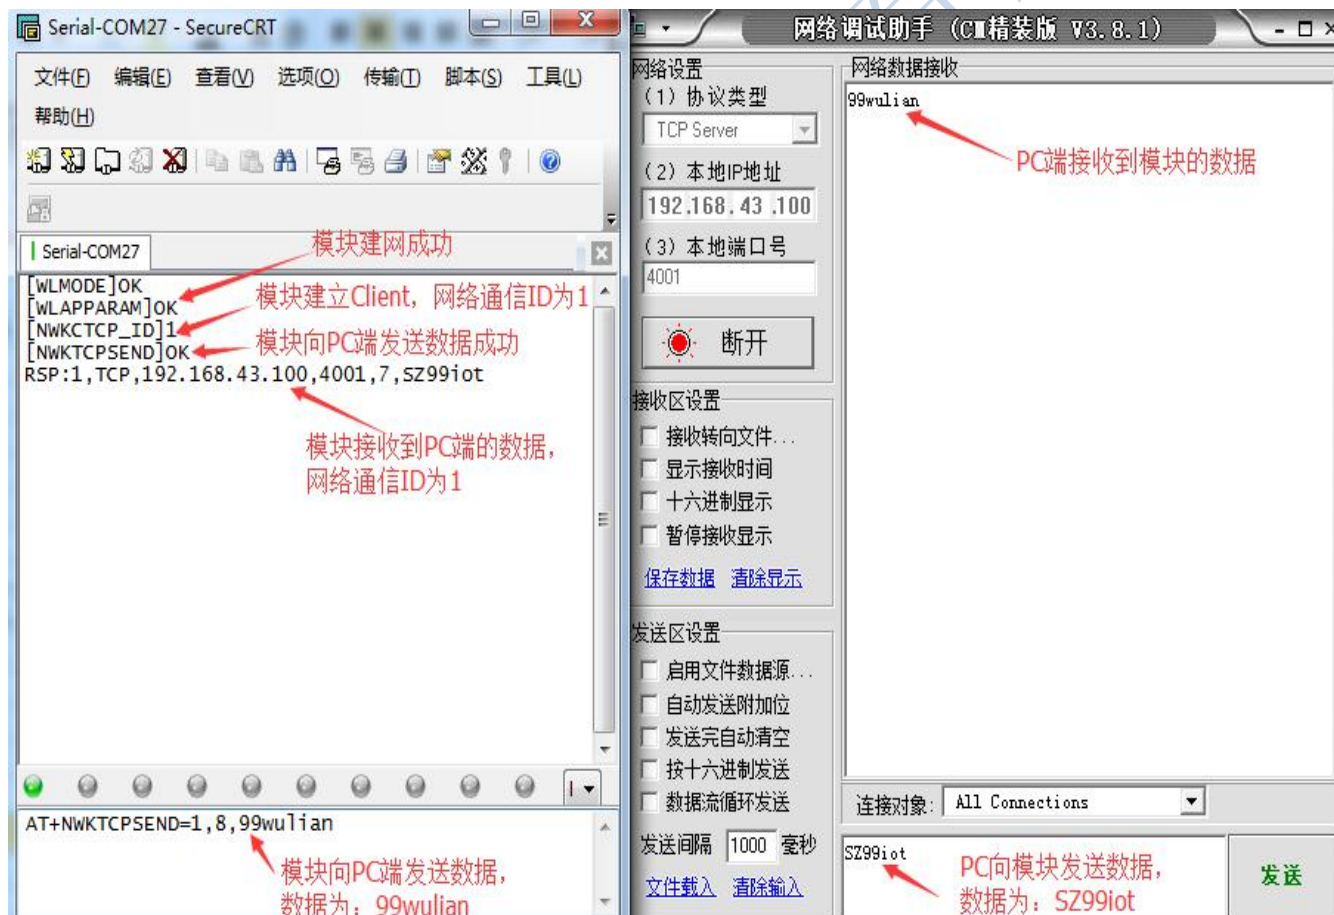 Serial-COM27 - SecureCRT
文件(F) 编辑(E) 查看(V) 选项(O) 传输(T) 脚本(S) 工具(L)
帮助(H)
Serial-COM27
模块建网成功
[WLMODE]OK
[WLAPPARAM]OK
模块建立Client，网络通信ID为1
[NWKCTCP_ID]1
[NWKTCPSEND]OK
模块向PC端发送数据成功
RSP:1,TCP,192.168.43.100,4001,7,SZ99iot
模块接收到PC端的数据，
网络通信ID为1
AT+NWKTCPSEND=1,8,99wulian
模块向PC端发送数据，
数据为：99wulian
网络调试助手 (CM精装版 V3.8.1)
网络设置
(1) 协议类型
TCP Server
(2) 本地IP地址
192.168.43.100
(3) 本地端口号
4001
断开
接收区设置
接收转向文件...
显示接收时间
十六进制显示
暂停接收显示
保存数据 清除显示
发送区设置
启用文件数据源...
自动发送附加位
发送完自动清空
按十六进制发送
数据流循环发送
发送间隔 1000 毫秒
文件载入 清除输入
网络数据接收
99wulian
PC端接收到模块的数据
连接对象: All Connections
SZ99iot
PC向模块发送数据，
数据为：SZ99iot
发送